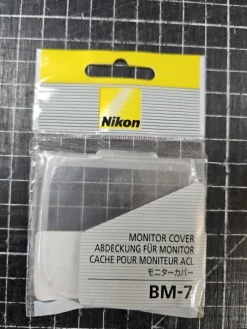 Nikon
MONITOR COVER
ABDECKUNG FÜR MONITOR
CACHE POUR MONITEUR ACL
モニターカバー
BM-7